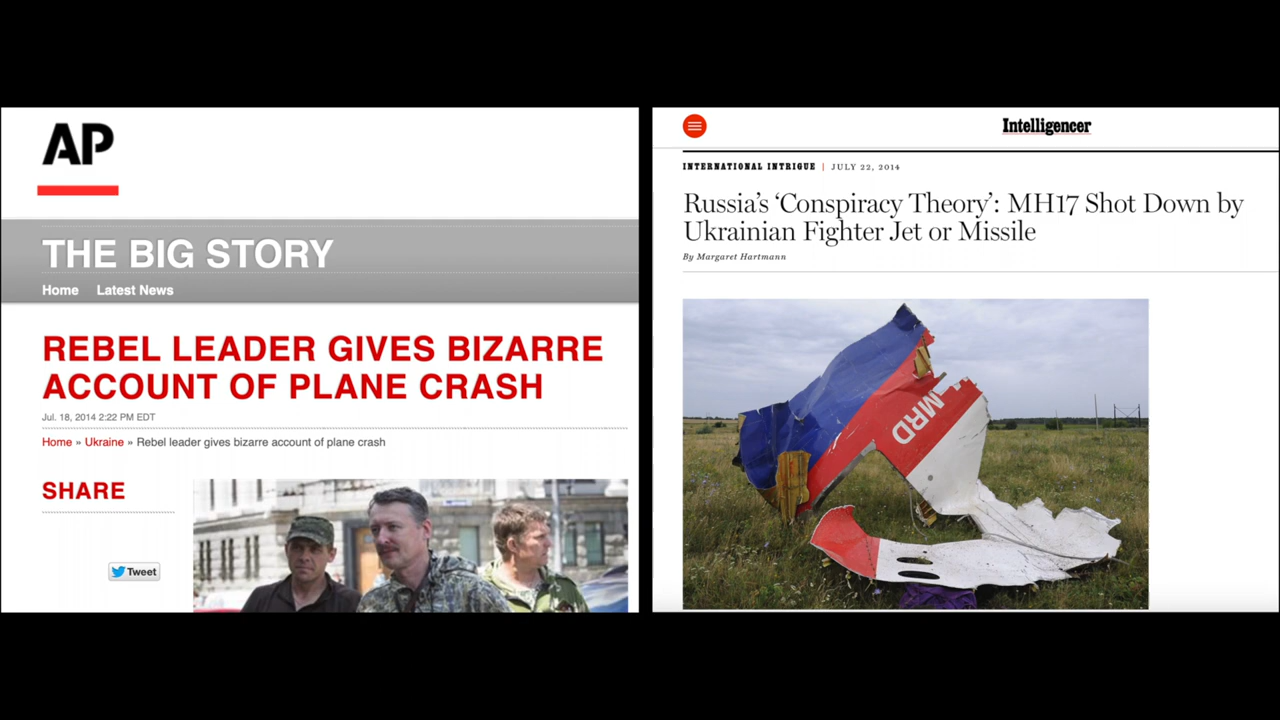 AP
THE BIG STORY
Home Latest News
REBEL LEADER GIVES BIZARRE
ACCOUNT OF PLANE CRASH
Jul. 18, 2014 2:22 PM EDT
Home » Ukraine » Rebel leader gives bizarre account of plane crash
SHARE
Tweet
Intelligencer
INTERNATIONAL INTRIGUE | JULY 22, 2014
Russia's 'Conspiracy Theory': MH17 Shot Down by
Ukrainian Fighter Jet or Missile
By Margaret Hartmann
MRD